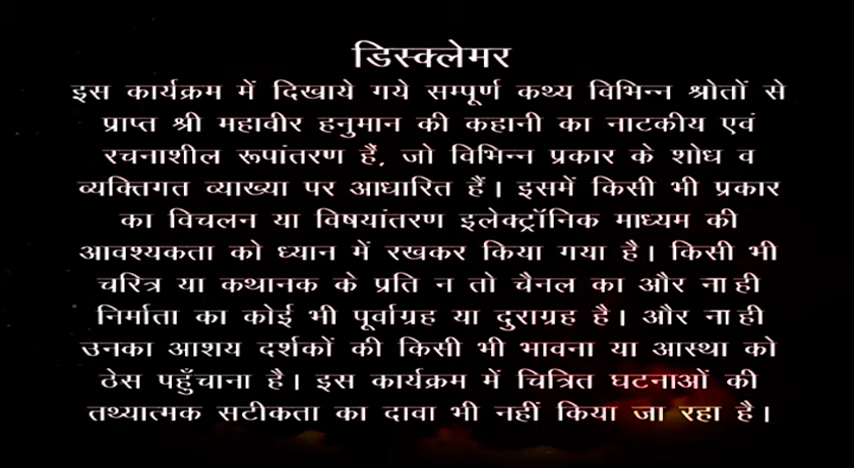 डिस्क्लेमर
इस कार्यक्रम में दिखाये गये सम्पूर्ण कथ्य विभिन्न श्रोतों से
प्राप्त श्री महावीर हनुमान की कहानी का नाटकीय एवं
रचनाशील रूपांतरण हैं, जो विभिन्न प्रकार के शोध व
व्यक्तिगत व्याख्या पर आधारित हैं। इसमें किसी भी प्रकार
का विचलन या विषयांतरण इलेक्ट्रॉनिक माध्यम की
आवश्यकता को ध्यान में रखकर किया गया है। किसी भी
चरित्र या कथानक के प्रति न तो चैनल का और ना ही
निर्माता का कोई भी पूर्वाग्रह या दुराग्रह है। और ना ही
उनका आशय दर्शकों की किसी भी भावना या आस्था को
ठेस पहुँचाना है। इस कार्यक्रम में चित्रित घटनाओं की
तथ्यात्मक सटीकता का दावा भी नहीं किया जा रहा है।